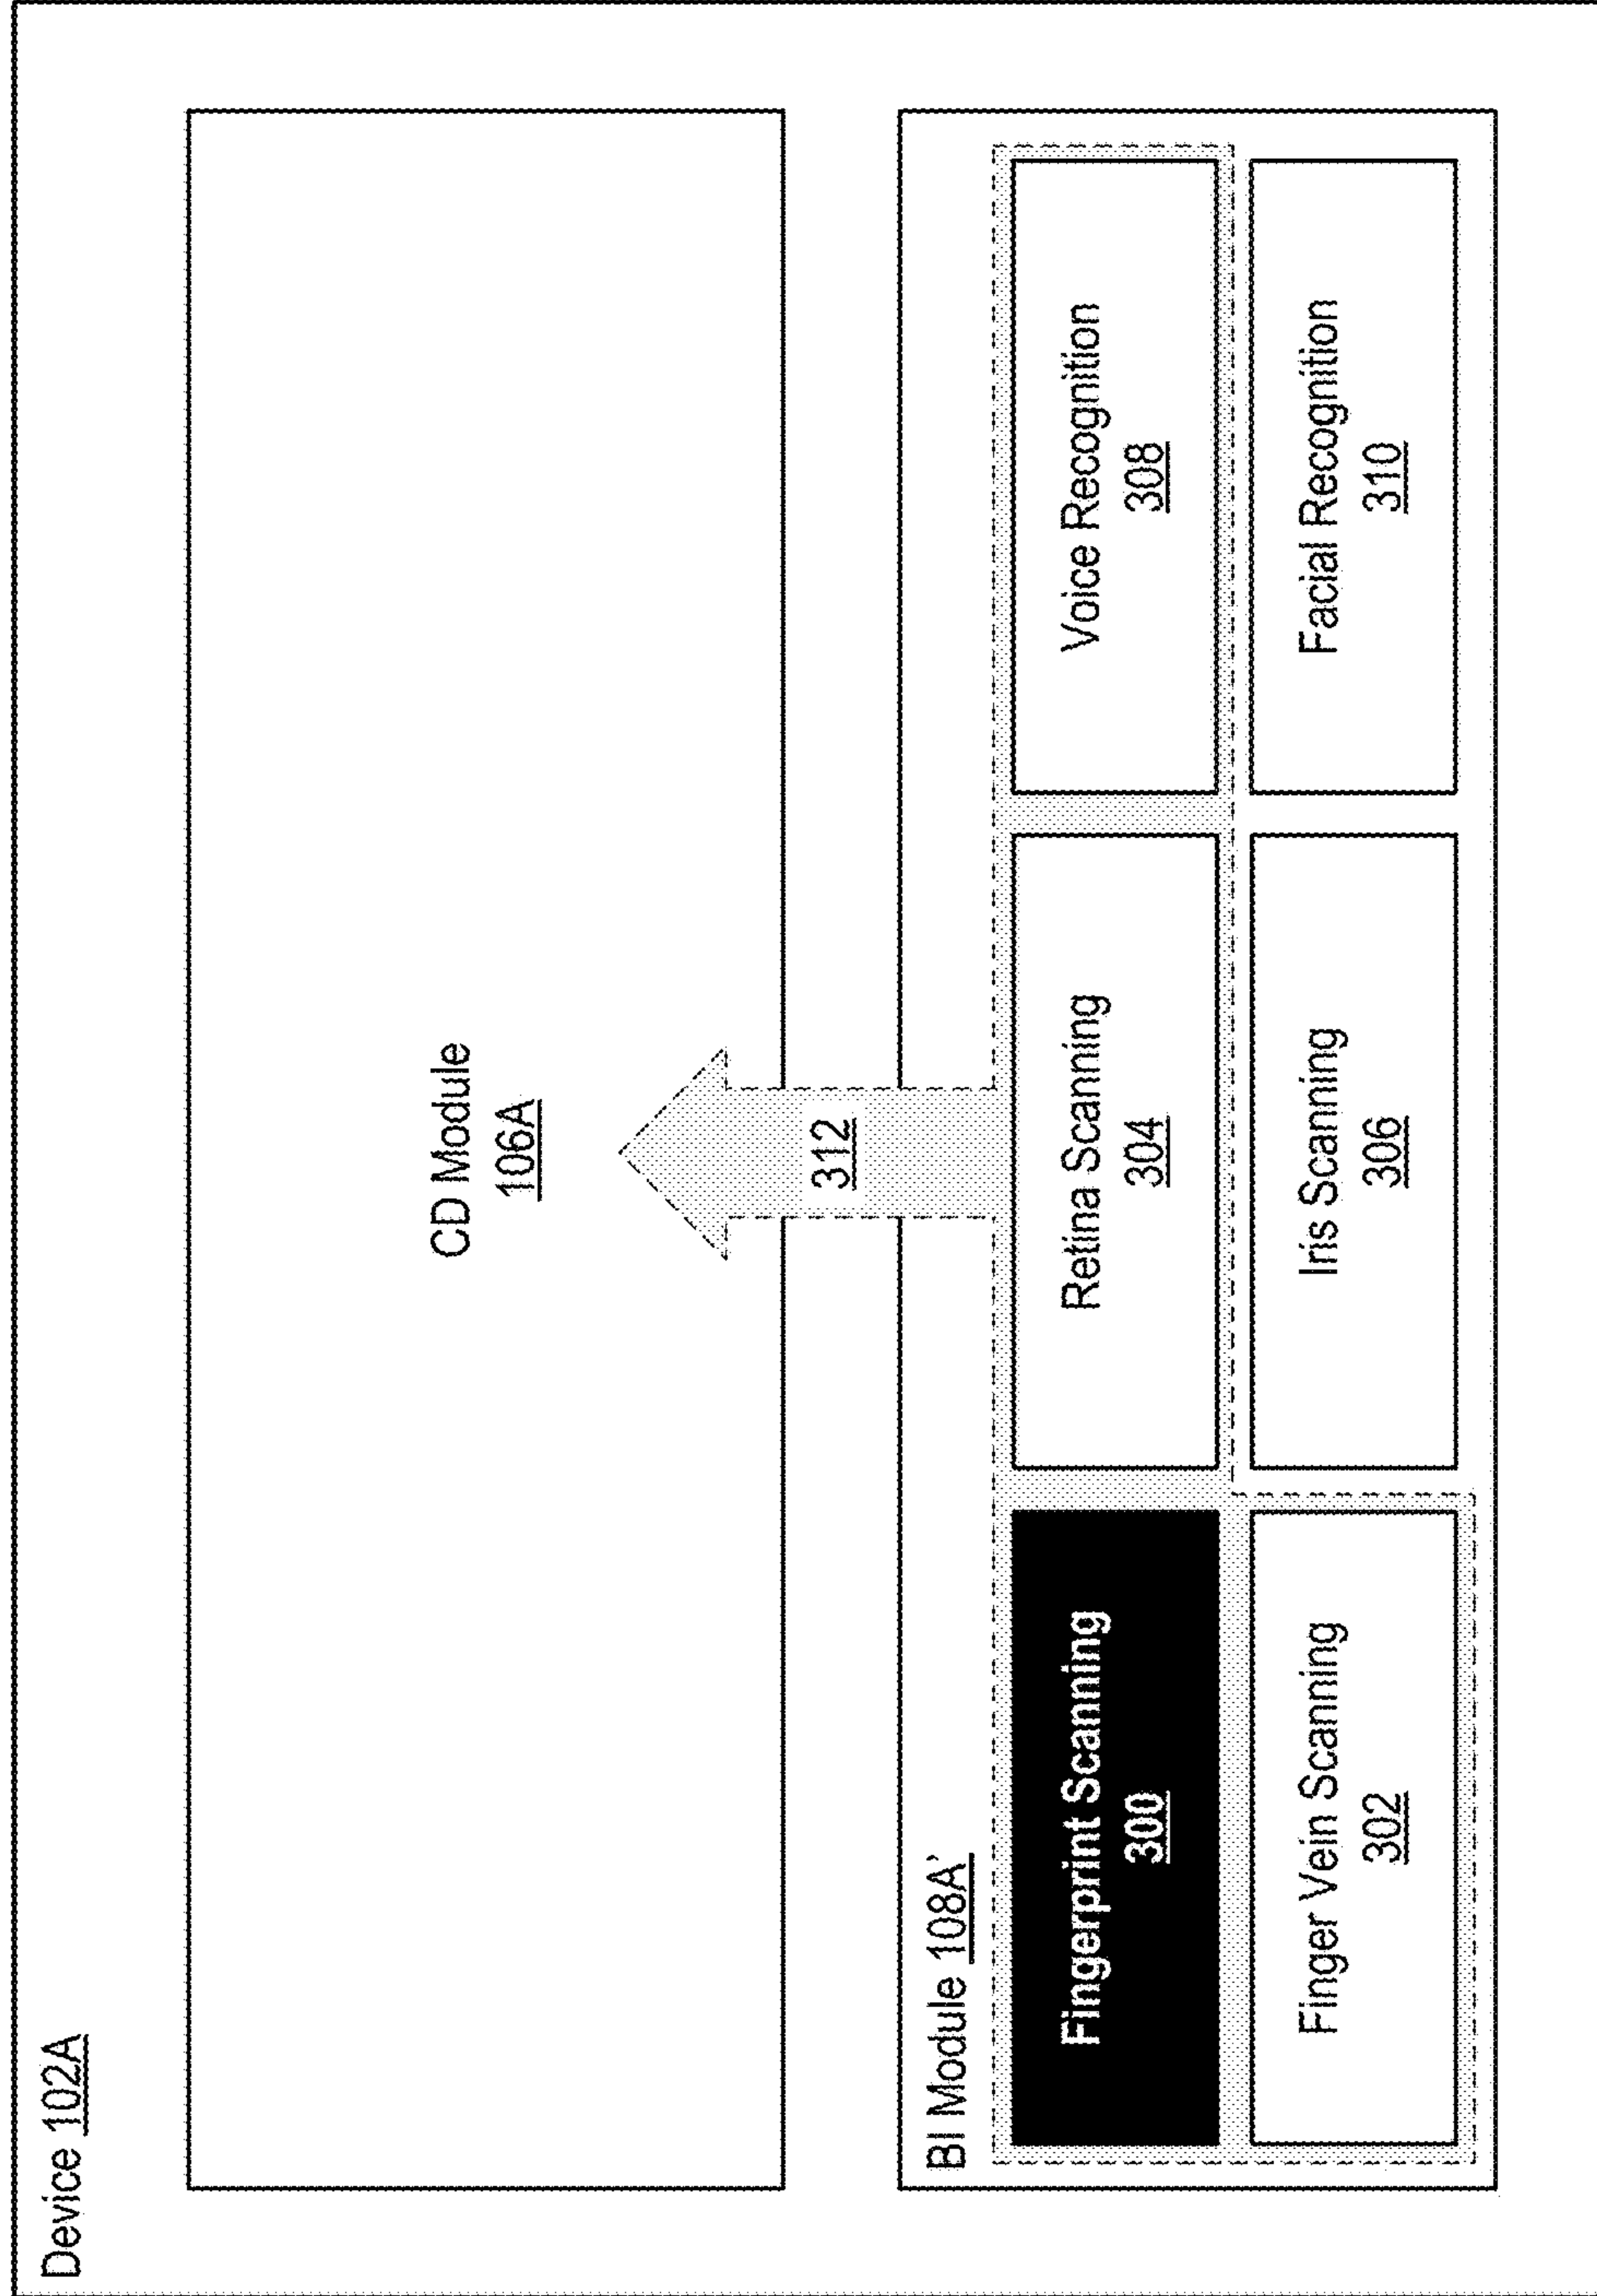 Device 102A
CD Module
106A
312
BI Module 108A’
Fingerprint Scanning
300
Retina Scanning
304
Voice Recognition
308
Finger Vein Scanning
302
Iris Scanning
306
Facial Recognition
310